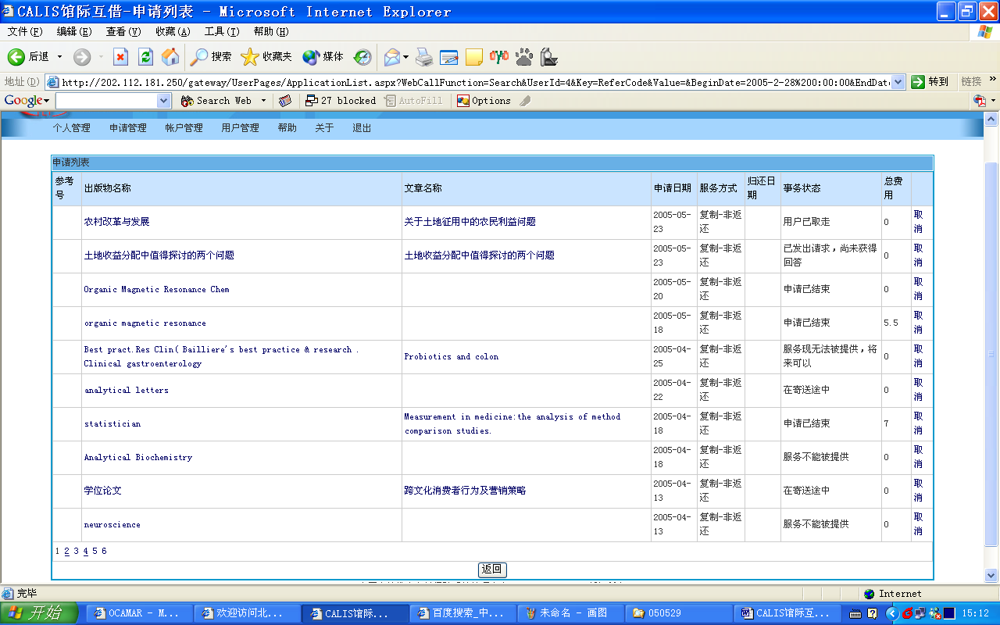 CALIS馆际互借-申请列表 - Microsoft Internet Explorer
文件(F) 编辑(E) 查看(V) 收藏(A) 工具(T) 帮助(H)
后退 搜索 收藏夹 媒体
地址(D) http://202.112.181.250/gateway/UserPages/ApplicationList.aspx?WebCallFunction=Search&UserId=4&Key=ReferCode&Value=&BeginDate=2005-2-28%200:00:00&EndDat 转到 链接 »
Google Search Web 27 blocked AutoFill Options
个人管理 申请管理 帐户管理 用户管理 帮助 关于 退出
申请列表
参考号 出版物名称 文章名称 申请日期 服务方式 归还日期 事务状态 总费用
农村改革与发展 关于土地征用中的农民利益问题 2005-05-23 复制-非返还 用户已取走 0 取消
土地收益分配中值得探讨的两个问题 土地收益分配中值得探讨的两个问题 2005-05-23 复制-非返还 已发出请求，尚未获得回答 0 取消
Organic Magnetic Resonance Chem 2005-05-20 复制-非返还 申请已结束 0 取消
organic magnetic resonance 2005-05-18 复制-非返还 申请已结束 5.5 取消
Best pract.Res Clin( Bailliere's best practice & research . Clinical gastroenterology Probiotics and colon 2005-04-25 复制-非返还 服务现无法被提供，将来可以 0 取消
analytical letters 2005-04-22 复制-非返还 在寄送途中 0 取消
statistician Measurement in medicine:the analysis of method comparison studies. 2005-04-18 复制-非返还 申请已结束 7 取消
Analytical Biochemistry 2005-04-18 复制-非返还 服务不能被提供 0 取消
学位论文 跨文化消费者行为及营销策略 2005-04-13 复制-非返还 在寄送途中 0 取消
neuroscience 2005-04-13 复制-非返还 服务不能被提供 0 取消
1 2 3 4 5 6
返回
完毕 Internet
开始 OCAMAR - M... 欢迎访问北... CALIS馆际... 百度搜索_中... 未命名 - 画图 050529 CALIS馆际互... 15:12